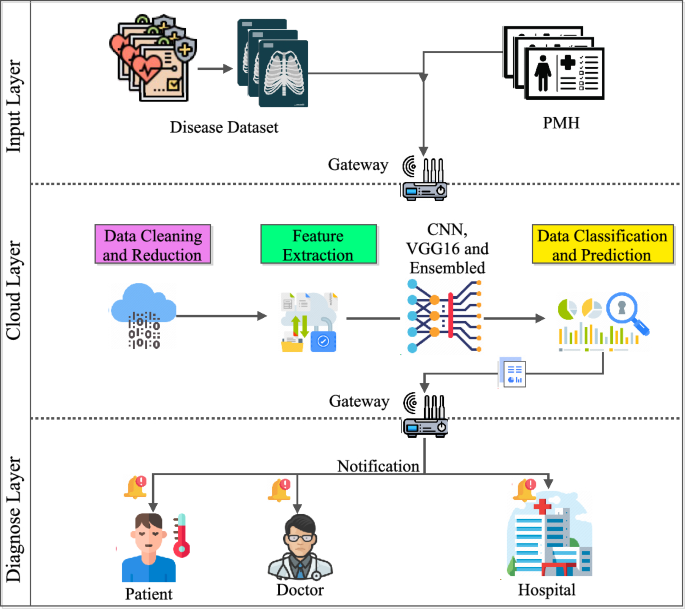 Input Layer
Disease Dataset
PMH
Gateway
Cloud Layer
Data Cleaning
and Reduction
Feature
Extraction
CNN,
VGG16 and
Ensembled
Data Classification
and Prediction
Gateway
Diagnose Layer
Notification
Patient
Doctor
Hospital